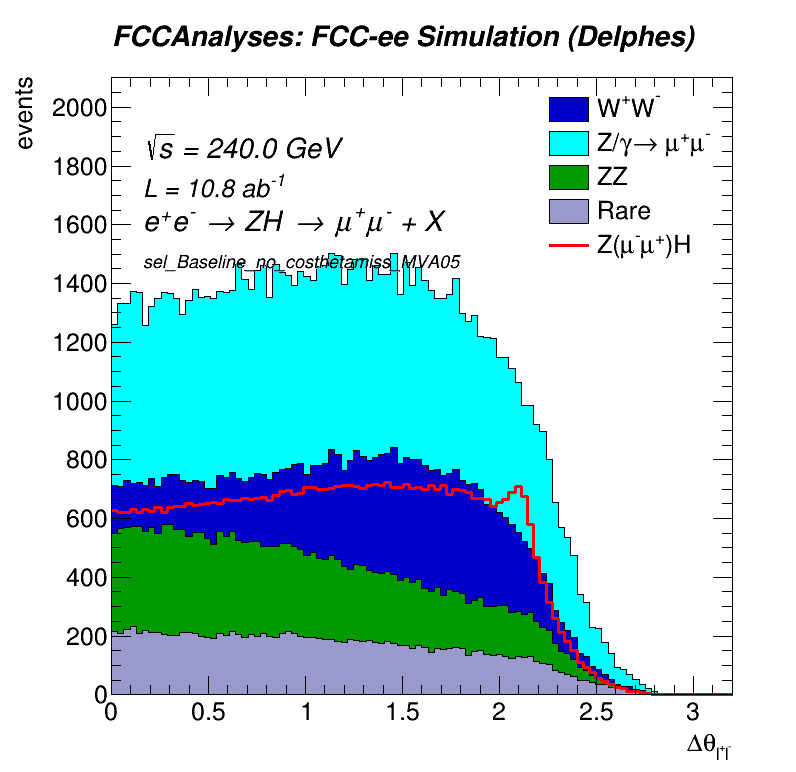 FCCAnalyses: FCC-ee Simulation (Delphes)
events
2000
1800
1600
1400
1200
1000
800
600
400
200
0
√s = 240.0 GeV
L = 10.8 ab⁻¹
e⁺e⁻ → ZH → μ⁺μ⁻ + X
sel_Baseline_no_costhetamiss_MVA05
W⁺W⁻
Z/γ→ μ⁺μ⁻
ZZ
Rare
Z(μ⁻μ⁺)H
0 0.5 1 1.5 2 2.5 3
Δθ_l⁺l⁻